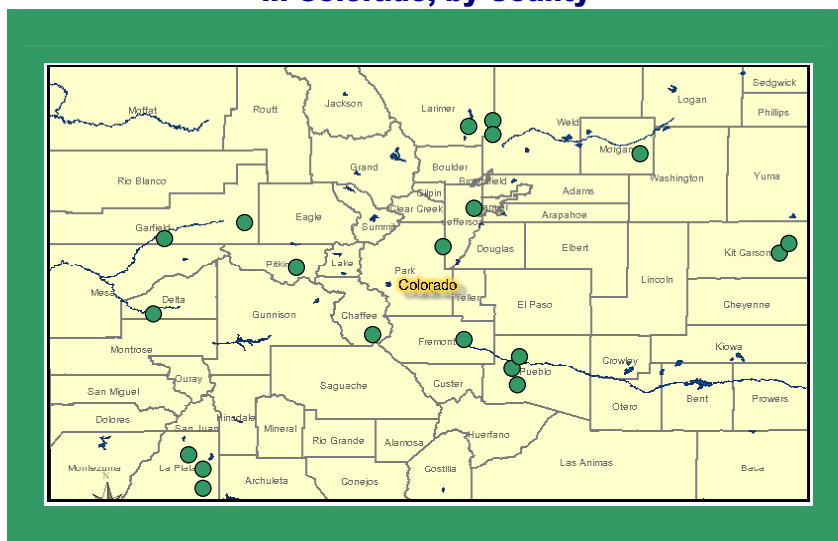 in Colorado, by County
Sedgwick
Moffat
Routt
Jackson
Larimer
Logan
Phillips
Weld
Morgan
Grand
Boulder
Washington
Yuma
Rio Blanco
Gilpin
Adams
Eagle
Clear Creek
Arapahoe
Garfield
Summit
Jefferson
Douglas
Elbert
Kit Carson
Pitkin
Lake
Park
Lincoln
Colorado
Mesa
Delta
Teller
El Paso
Cheyenne
Gunnison
Chaffee
Fremont
Crowley
Kiowa
Montrose
Pueblo
Ouray
Saguache
Custer
San Miguel
Otero
Bent
Prowers
Dolores
San Juan
Hinsdale
Mineral
Rio Grande
Alamosa
Huerfano
Las Animas
Montezuma
La Plata
N
Costilla
Baca
Archuleta
Conejos